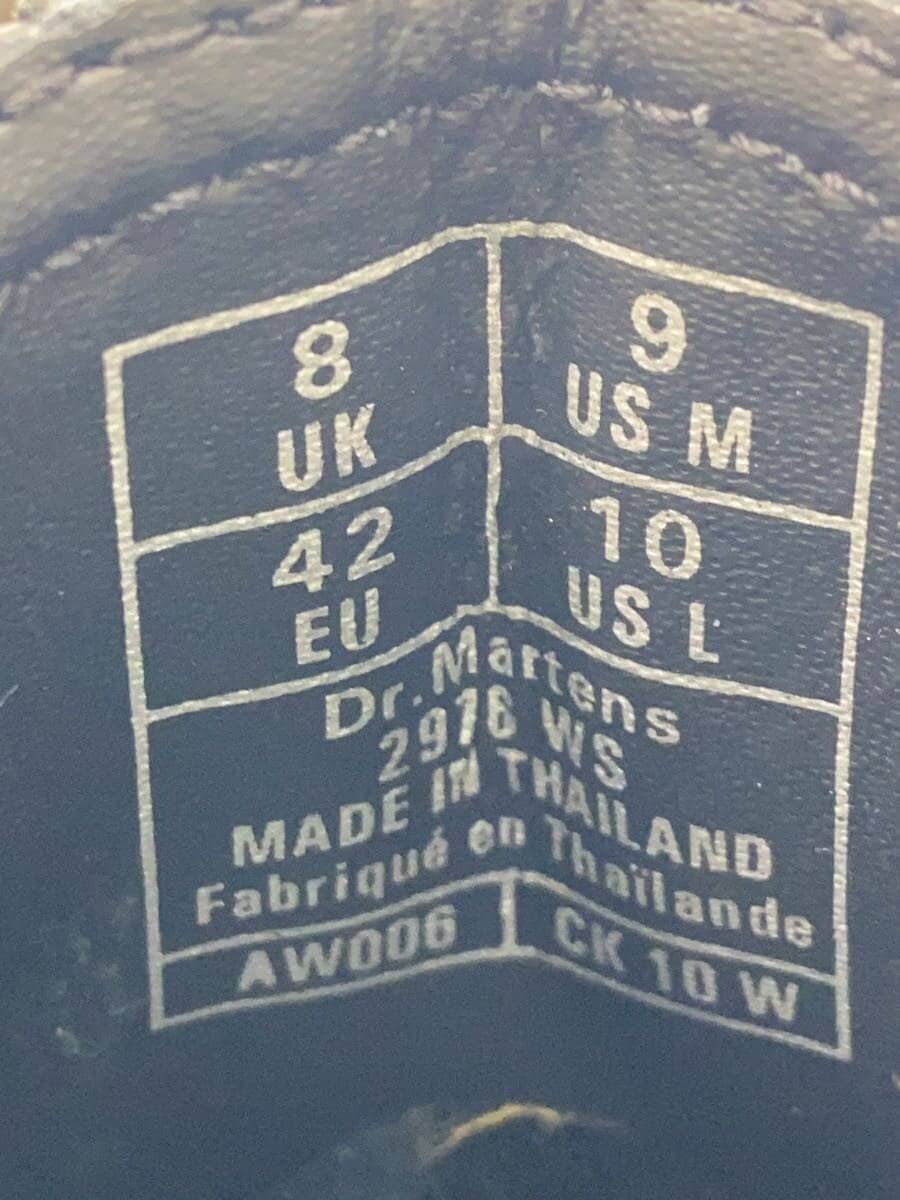 8
UK
9
US M
42
EU
10
US L
Dr. Martens
2976 WS
MADE IN THAILAND
Fabriqué en Thaïlande
AW006
CK 10 W